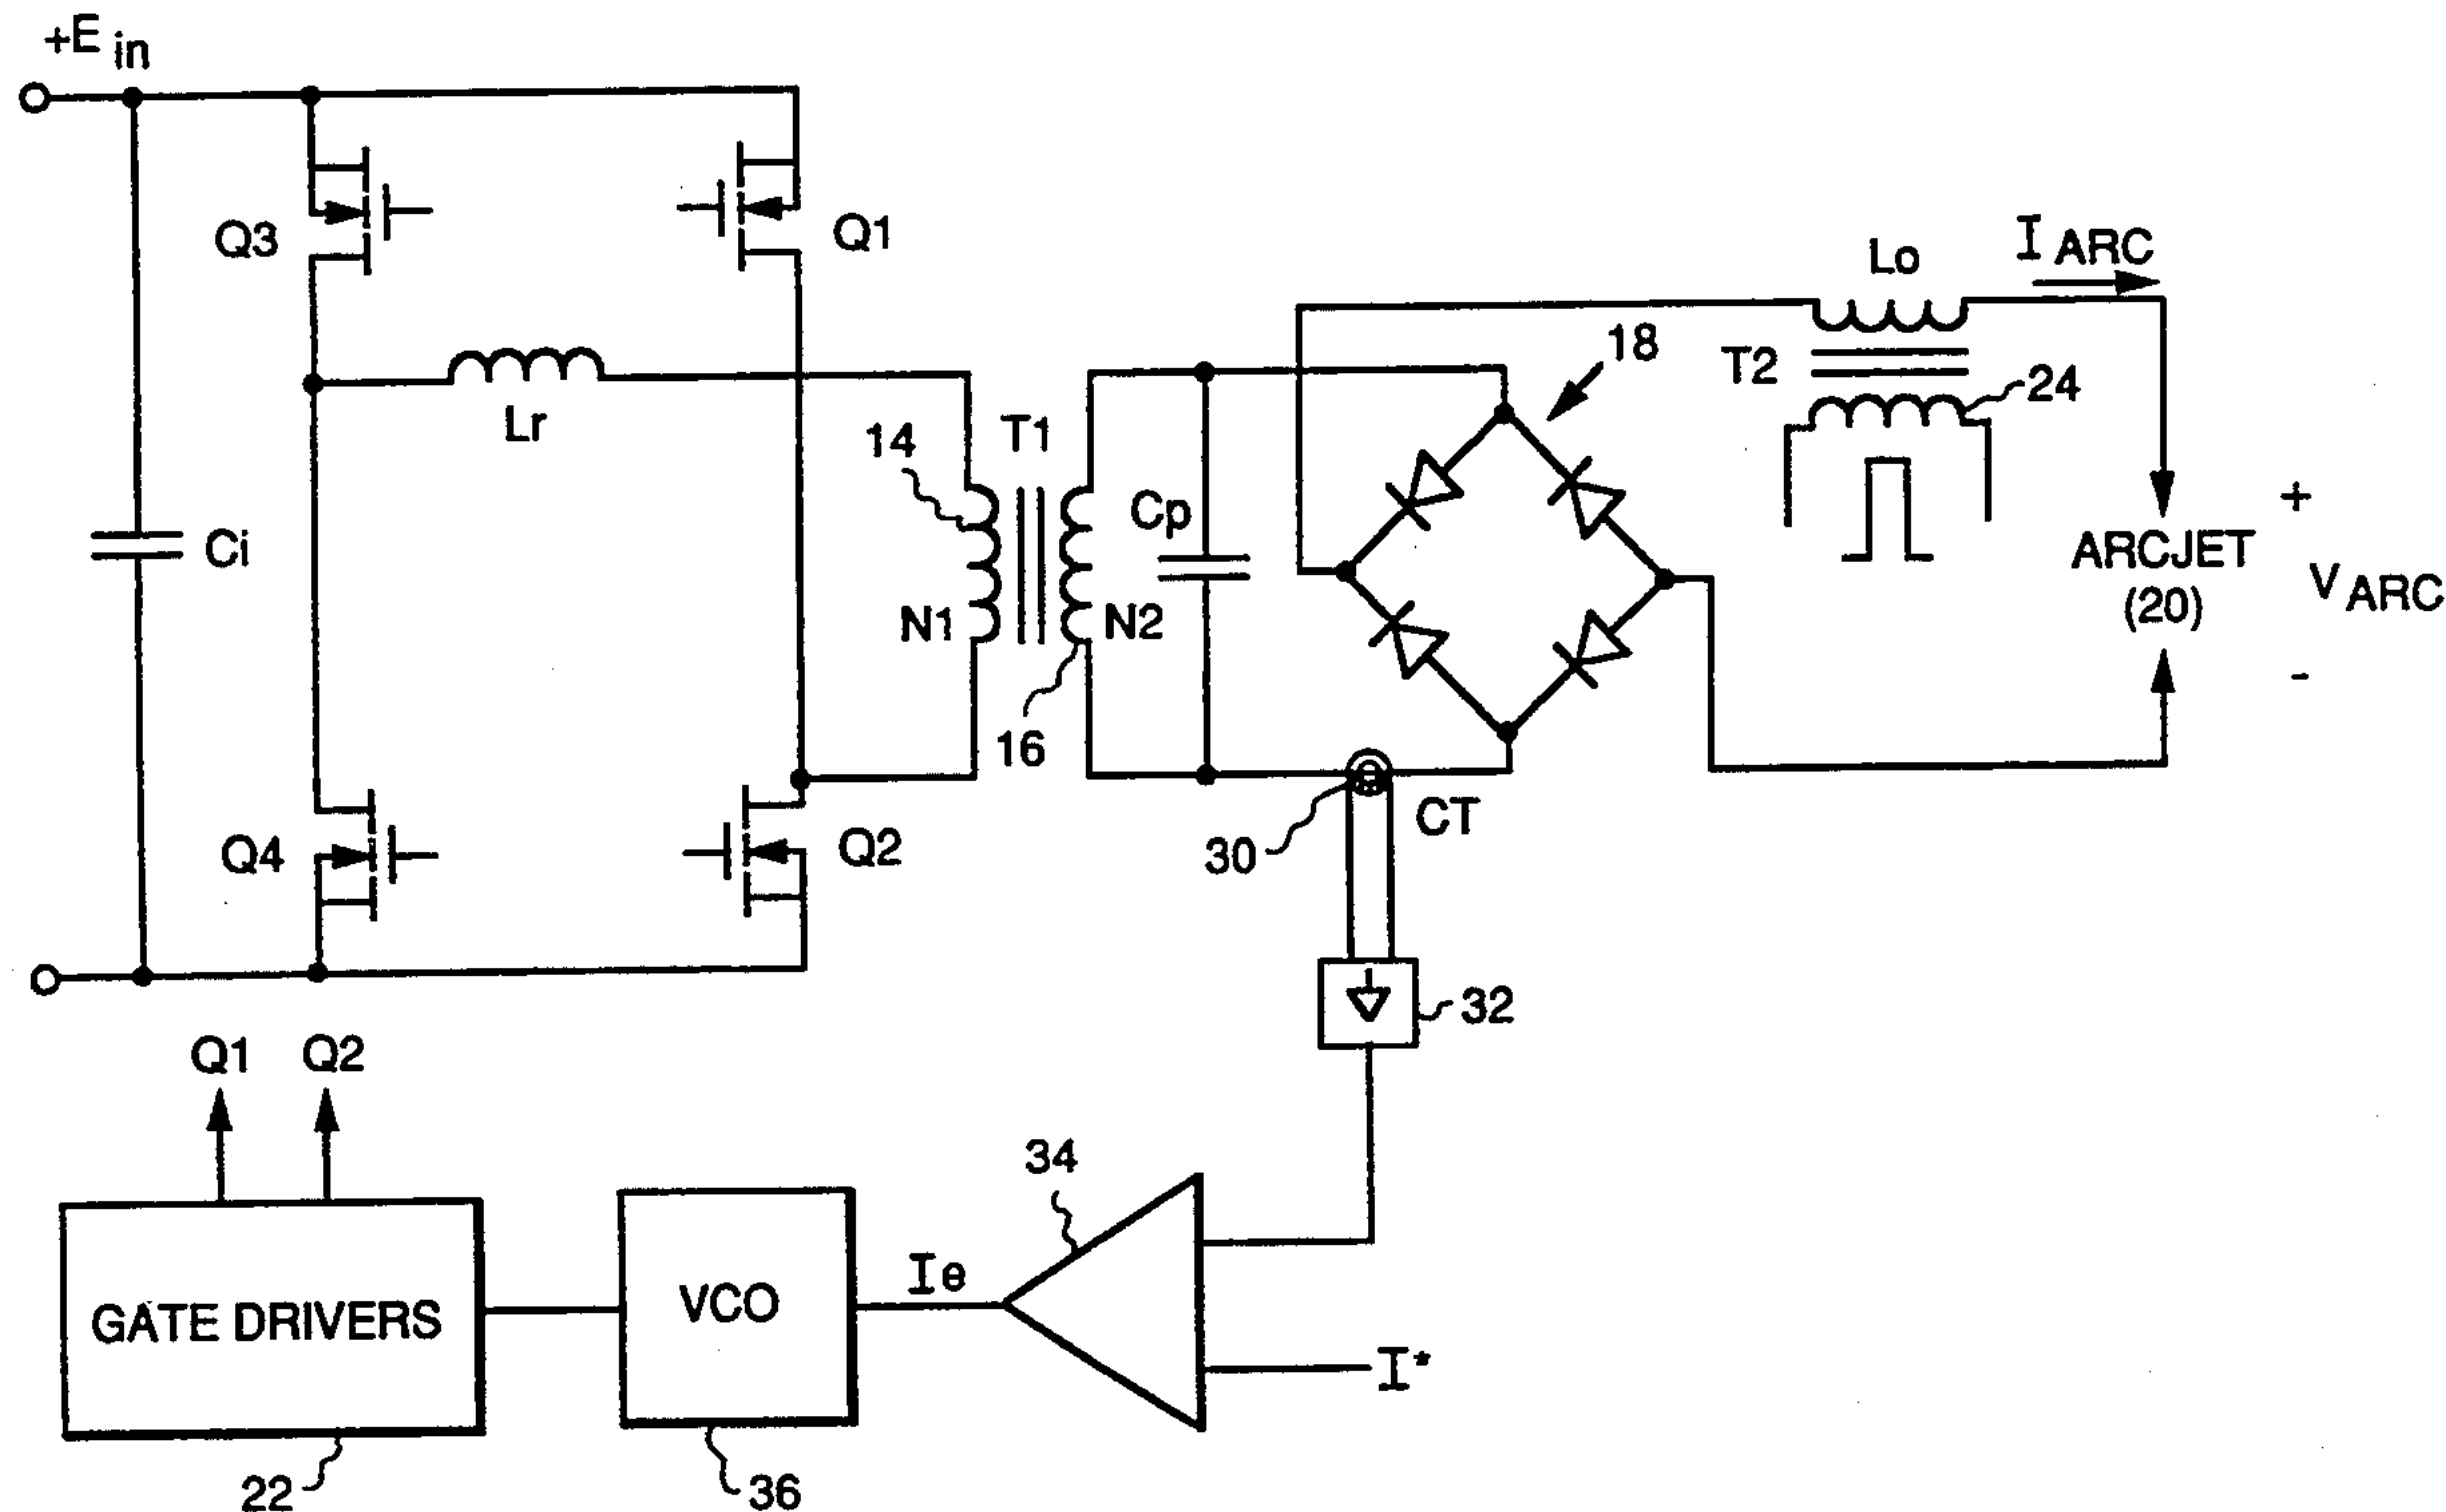 +E in
Q3
Q1
Lo
I ARC
18
T2
24
Lr
14
T1
Cp
Ci
ARCJET
(20)
+
V ARC
-
N1
N2
16
30
CT
Q4
Q2
32
Q1
Q2
34
GATE DRIVERS
VCO
Ie
I*
22
36